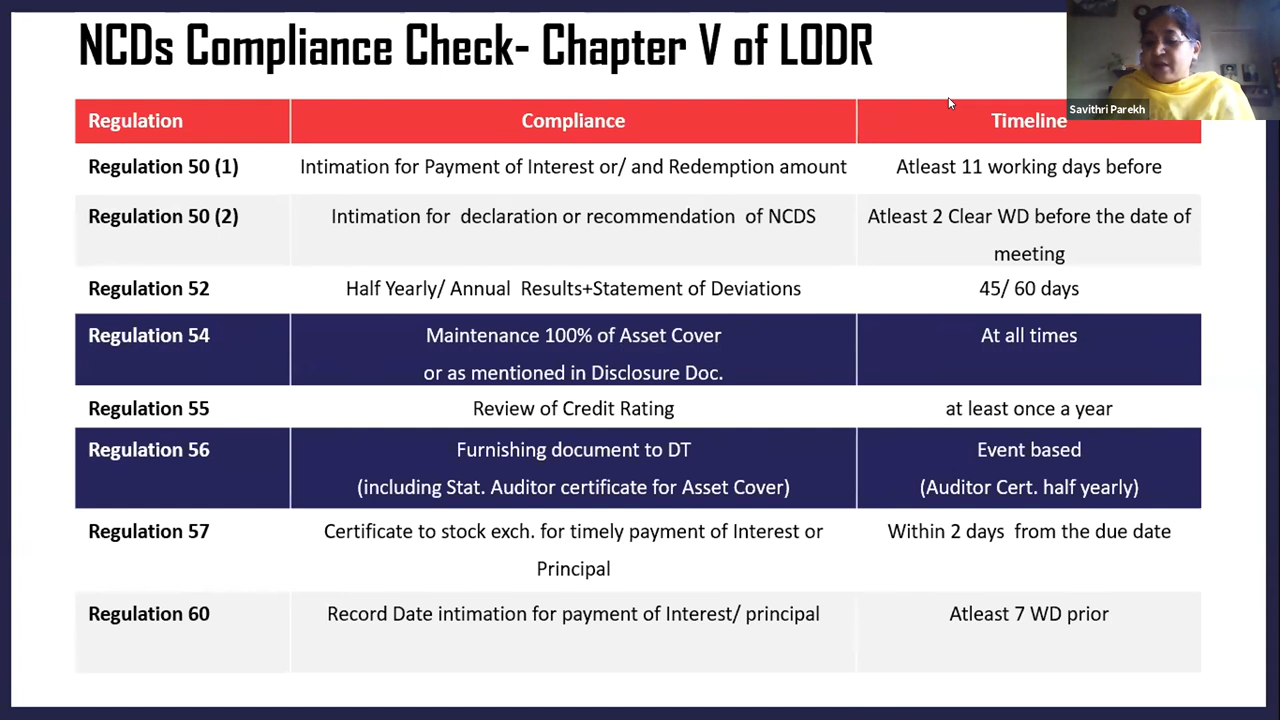 NCDs Compliance Check- Chapter V of LODR
Savithri Parekh
Regulation Compliance Timeline
Regulation 50 (1) Intimation for Payment of Interest or/ and Redemption amount Atleast 11 working days before
Regulation 50 (2) Intimation for declaration or recommendation of NCDS Atleast 2 Clear WD before the date of
meeting
Regulation 52 Half Yearly/ Annual Results+Statement of Deviations 45/ 60 days
Regulation 54 Maintenance 100% of Asset Cover At all times
or as mentioned in Disclosure Doc.
Regulation 55 Review of Credit Rating at least once a year
Regulation 56 Furnishing document to DT Event based
(including Stat. Auditor certificate for Asset Cover) (Auditor Cert. half yearly)
Regulation 57 Certificate to stock exch. for timely payment of Interest or Within 2 days from the due date
Principal
Regulation 60 Record Date intimation for payment of Interest/ principal Atleast 7 WD prior